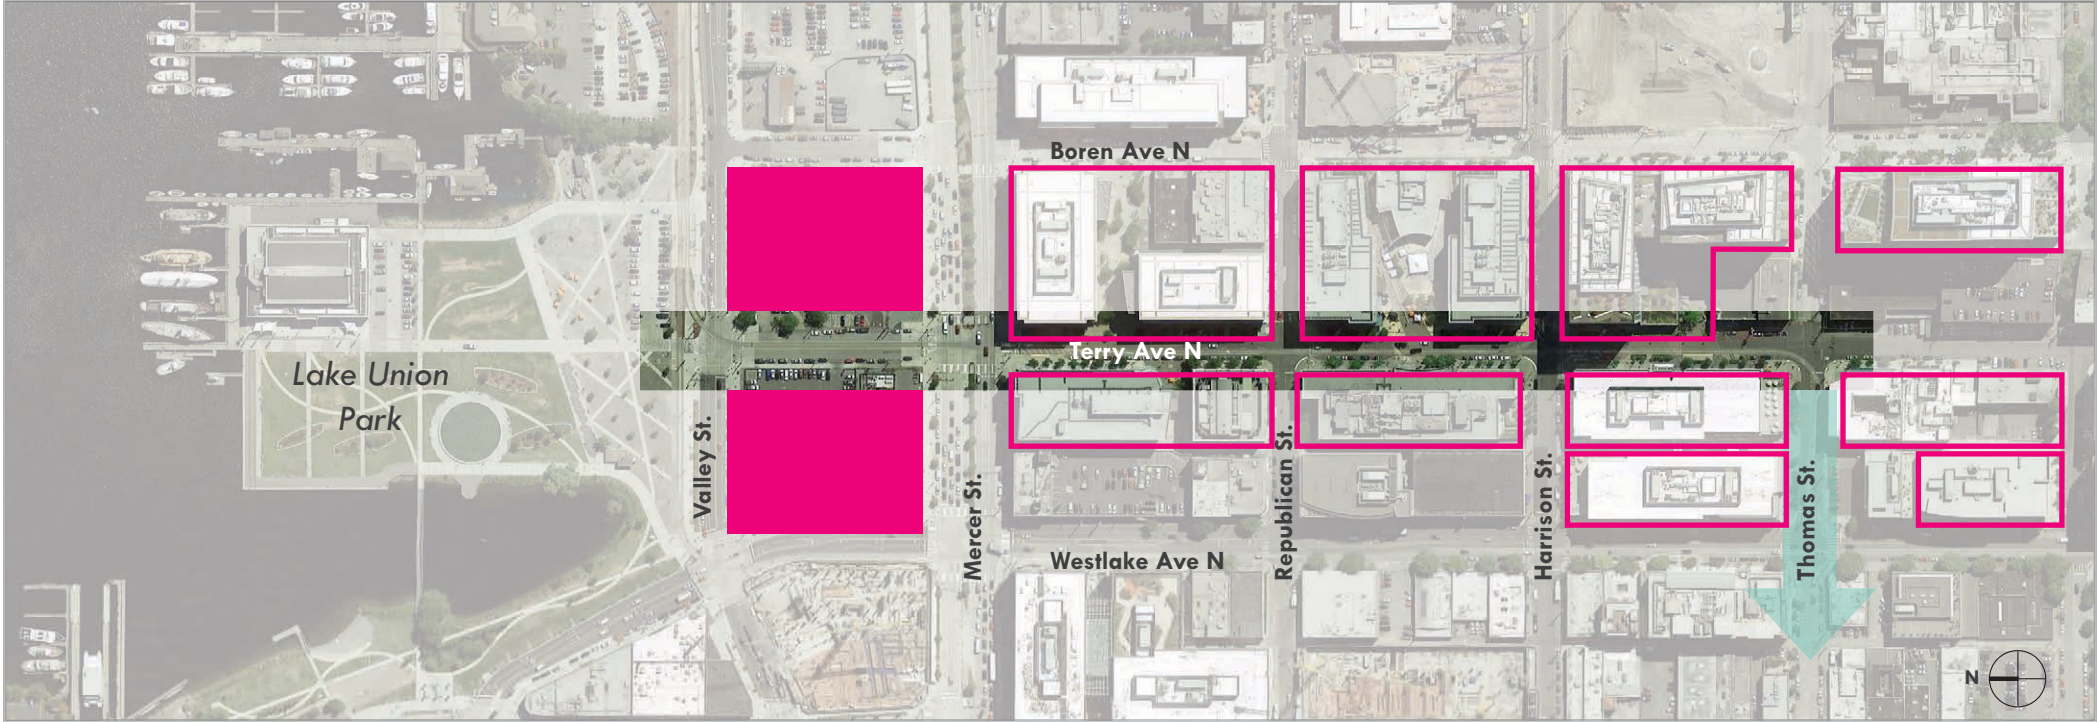 Boren Ave N
Terry Ave N
Lake Union
Park
Valley St.
Mercer St.
Republican St.
Harrison St.
Thomas St.
Westlake Ave N
N